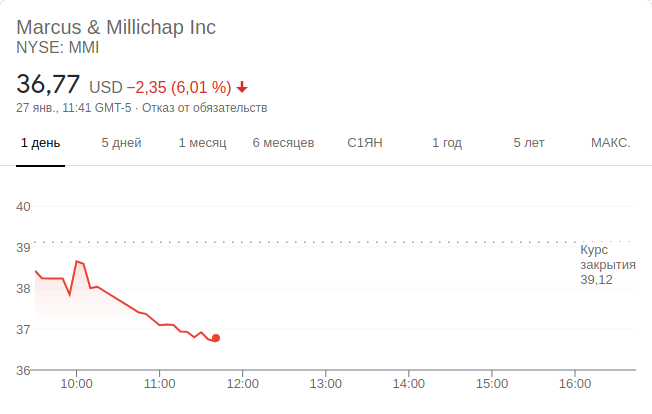 Marcus & Millichap Inc
NYSE: MMI
36,77 USD −2,35 (6,01 %)
27 янв., 11:41 GMT-5 · Отказ от обязательств
1 день 5 дней 1 месяц 6 месяцев С1ЯН 1 год 5 лет МАКС.
40
39
38
37
36
Курс
закрытия
39,12
10:00 11:00 12:00 13:00 14:00 15:00 16:00